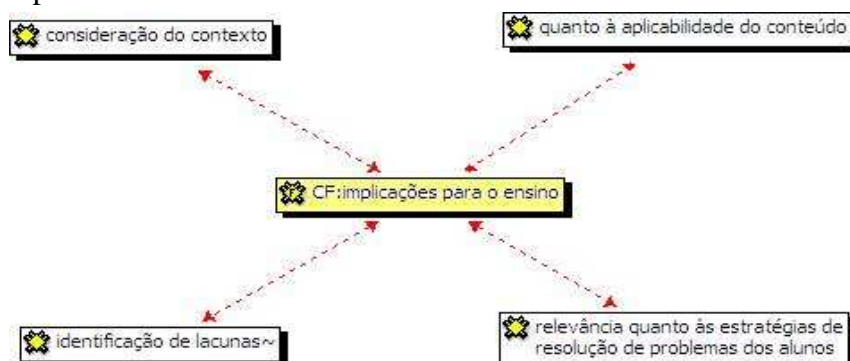 consideração do contexto
quanto à aplicabilidade do conteúdo
CF:implicações para o ensino
identificação de lacunas~
relevância quanto às estratégias de
resolução de problemas dos alunos